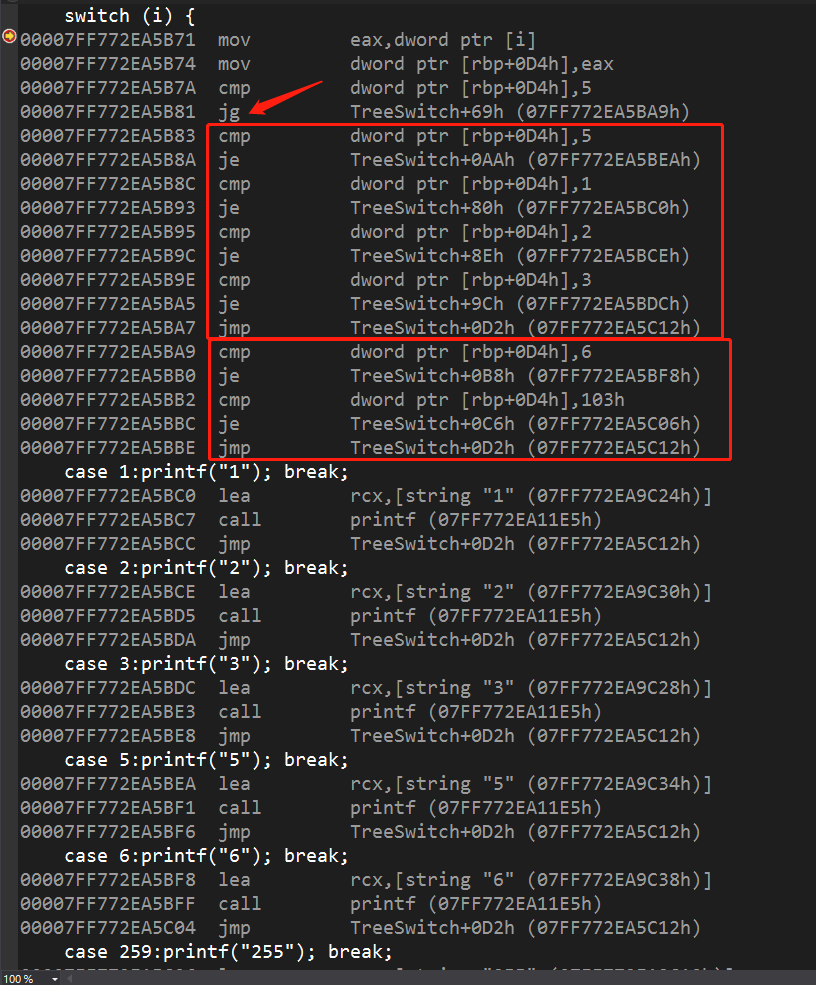 switch (i) {
00007FF772EA5B71 mov eax,dword ptr [i]
00007FF772EA5B74 mov dword ptr [rbp+0D4h],eax
00007FF772EA5B7A cmp dword ptr [rbp+0D4h],5
00007FF772EA5B81 jg TreeSwitch+69h (07FF772EA5BA9h)
00007FF772EA5B83 cmp dword ptr [rbp+0D4h],5
00007FF772EA5B8A je TreeSwitch+0AAh (07FF772EA5BEAh)
00007FF772EA5B8C cmp dword ptr [rbp+0D4h],1
00007FF772EA5B93 je TreeSwitch+80h (07FF772EA5BC0h)
00007FF772EA5B95 cmp dword ptr [rbp+0D4h],2
00007FF772EA5B9C je TreeSwitch+8Eh (07FF772EA5BCEh)
00007FF772EA5B9E cmp dword ptr [rbp+0D4h],3
00007FF772EA5BA5 je TreeSwitch+9Ch (07FF772EA5BDCh)
00007FF772EA5BA7 jmp TreeSwitch+0D2h (07FF772EA5C12h)
00007FF772EA5BA9 cmp dword ptr [rbp+0D4h],6
00007FF772EA5BB0 je TreeSwitch+0B8h (07FF772EA5BF8h)
00007FF772EA5BB2 cmp dword ptr [rbp+0D4h],103h
00007FF772EA5BBC je TreeSwitch+0C6h (07FF772EA5C06h)
00007FF772EA5BBE jmp TreeSwitch+0D2h (07FF772EA5C12h)
case 1:printf("1"); break;
00007FF772EA5BC0 lea rcx,[string "1" (07FF772EA9C24h)]
00007FF772EA5BC7 call printf (07FF772EA11E5h)
00007FF772EA5BCC jmp TreeSwitch+0D2h (07FF772EA5C12h)
case 2:printf("2"); break;
00007FF772EA5BCE lea rcx,[string "2" (07FF772EA9C30h)]
00007FF772EA5BD5 call printf (07FF772EA11E5h)
00007FF772EA5BDA jmp TreeSwitch+0D2h (07FF772EA5C12h)
case 3:printf("3"); break;
00007FF772EA5BDC lea rcx,[string "3" (07FF772EA9C28h)]
00007FF772EA5BE3 call printf (07FF772EA11E5h)
00007FF772EA5BE8 jmp TreeSwitch+0D2h (07FF772EA5C12h)
case 5:printf("5"); break;
00007FF772EA5BEA lea rcx,[string "5" (07FF772EA9C34h)]
00007FF772EA5BF1 call printf (07FF772EA11E5h)
00007FF772EA5BF6 jmp TreeSwitch+0D2h (07FF772EA5C12h)
case 6:printf("6"); break;
00007FF772EA5BF8 lea rcx,[string "6" (07FF772EA9C38h)]
00007FF772EA5BFF call printf (07FF772EA11E5h)
00007FF772EA5C04 jmp TreeSwitch+0D2h (07FF772EA5C12h)
case 259:printf("255"); break;
100 %